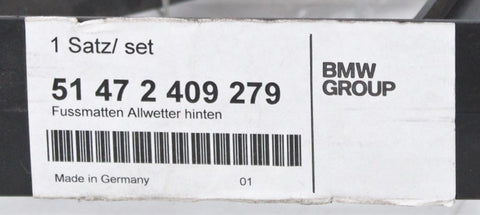 1 Satz/ set
51 47 2 409 279
Fussmatten Allwetter hinten
Made in Germany 01
BMW
GROUP